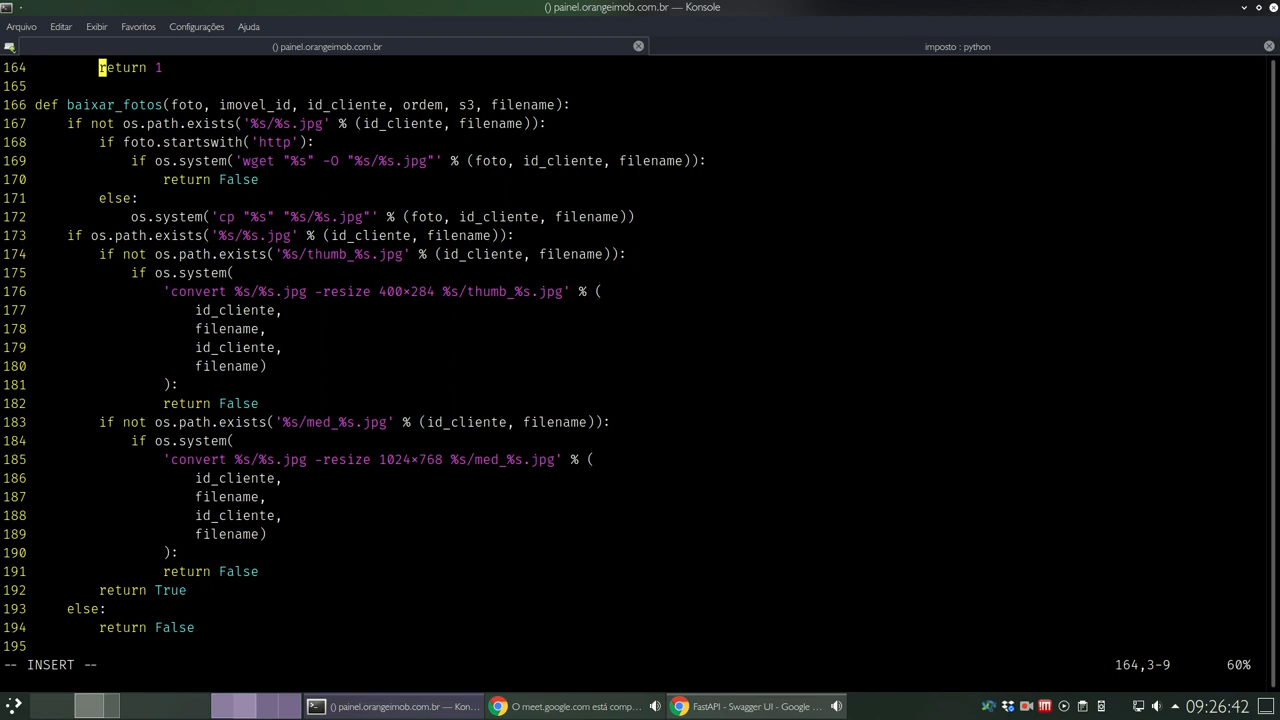 () painel.orangeimob.com.br — Konsole
Arquivo Editar Exibir Favoritos Configurações Ajuda
() painel.orangeimob.com.br
imposto : python
164         return 1
165
166 def baixar_fotos(foto, imovel_id, id_cliente, ordem, s3, filename):
167     if not os.path.exists('%s/%s.jpg' % (id_cliente, filename)):
168         if foto.startswith('http'):
169             if os.system('wget "%s" -O "%s/%s.jpg"' % (foto, id_cliente, filename)):
170                 return False
171         else:
172             os.system('cp "%s" "%s/%s.jpg"' % (foto, id_cliente, filename))
173     if os.path.exists('%s/%s.jpg' % (id_cliente, filename)):
174         if not os.path.exists('%s/thumb_%s.jpg' % (id_cliente, filename)):
175             if os.system(
176                 'convert %s/%s.jpg -resize 400×284 %s/thumb_%s.jpg' % (
177                     id_cliente,
178                     filename,
179                     id_cliente,
180                     filename)
181                 ):
182                 return False
183         if not os.path.exists('%s/med_%s.jpg' % (id_cliente, filename)):
184             if os.system(
185                 'convert %s/%s.jpg -resize 1024×768 %s/med_%s.jpg' % (
186                     id_cliente,
187                     filename,
188                     id_cliente,
189                     filename)
190                 ):
191                 return False
192         return True
193     else:
194         return False
195
-- INSERT -- 164,3-9 60%
() painel.orangeimob.com.br — Kon... O meet.google.com está comp... FastAPI - Swagger UI - Google ... 09:26:42